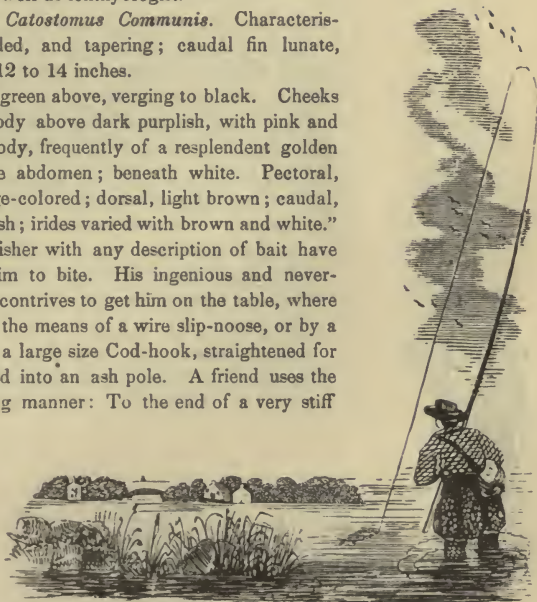 Catostomus Communis. Characteris-
ded, and tapering; caudal fin lunate,
12 to 14 inches.
green above, verging to black. Cheeks
ody above dark purplish, with pink and
ody, frequently of a resplendent golden
e abdomen; beneath white. Pectoral,
ge-colored; dorsal, light brown; caudal,
sh; irides varied with brown and white."
isher with any description of bait have
im to bite. His ingenious and never-
contrives to get him on the table, where
the means of a wire slip-noose, or by a
a large size Cod-hook, straightened for
d into an ash pole. A friend uses the
g manner: To the end of a very stiff